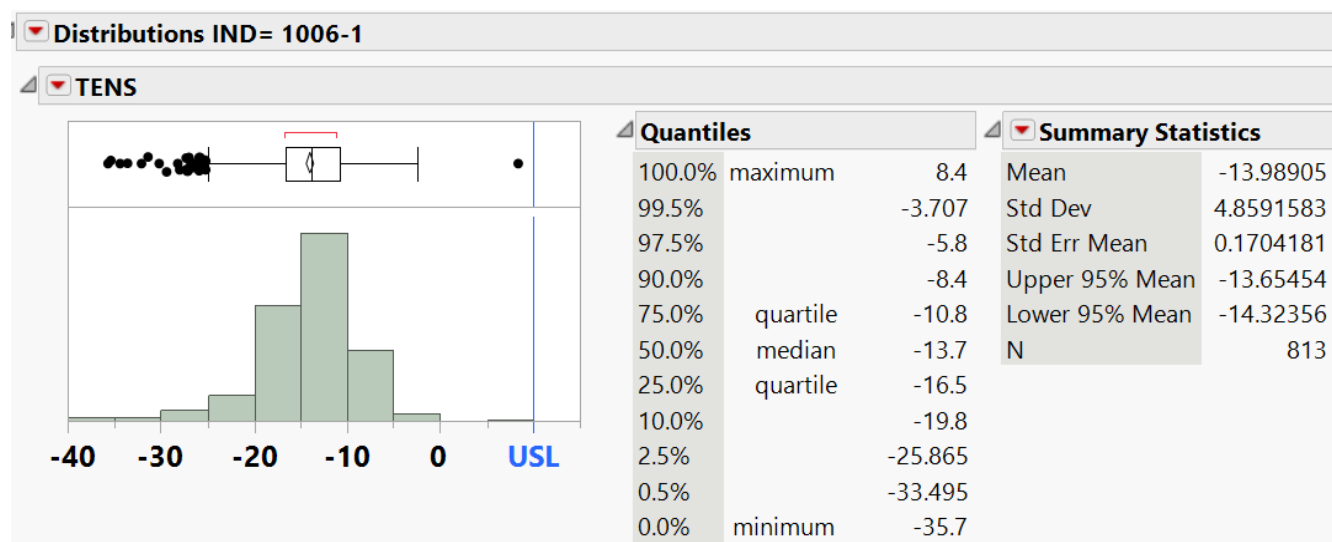 Distributions IND= 1006-1
TENS
-40 -30 -20 -10 0 USL
Quantiles
100.0% maximum 8.4
99.5% -3.707
97.5% -5.8
90.0% -8.4
75.0% quartile -10.8
50.0% median -13.7
25.0% quartile -16.5
10.0% -19.8
2.5% -25.865
0.5% -33.495
0.0% minimum -35.7
Summary Statistics
Mean -13.98905
Std Dev 4.8591583
Std Err Mean 0.1704181
Upper 95% Mean -13.65454
Lower 95% Mean -14.32356
N 813